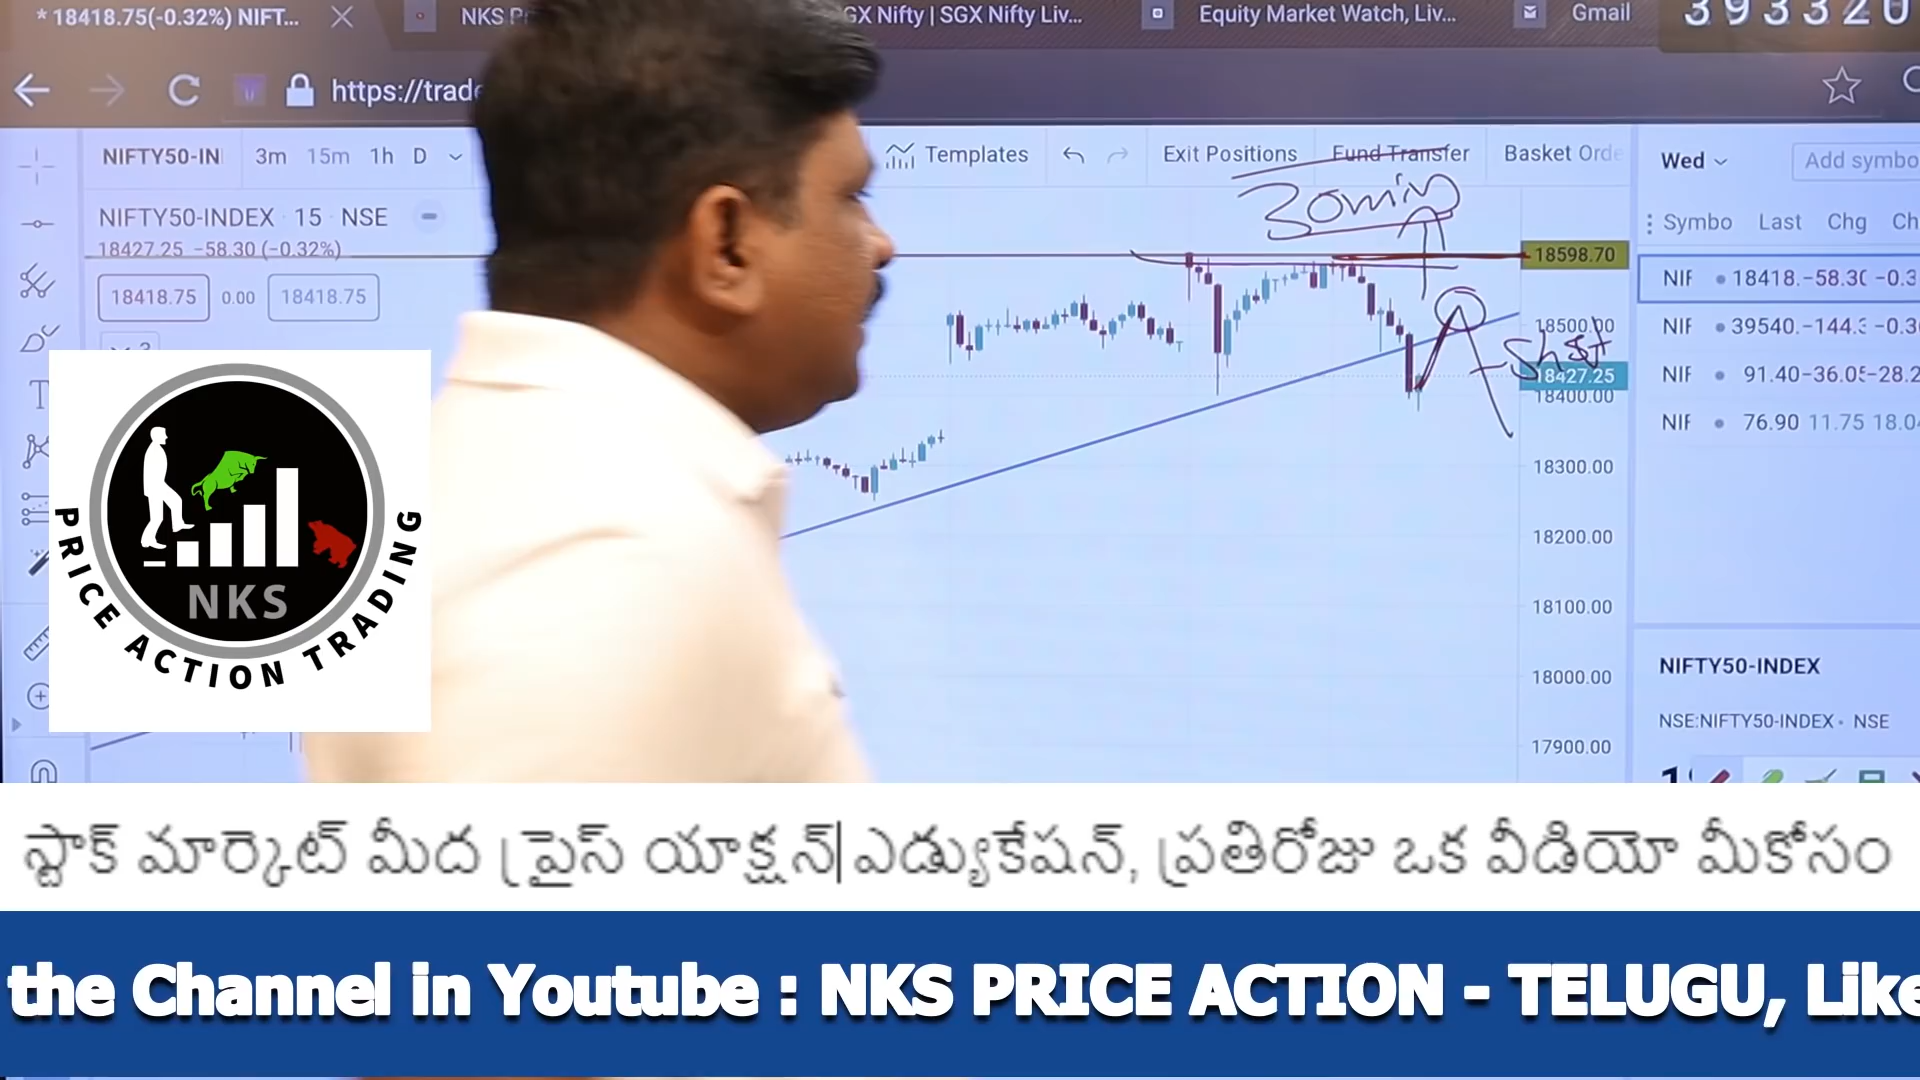 * 18418.75(-0.32%) NIFT...
NKS
GX Nifty | SGX Nifty Liv...
Equity Market Watch, Liv...
Gmail
393320
https://trad
NIFTY50-IN
3m 15m 1h D
Templates
Exit Positions
Fund Transfer
Basket Orde
Wed
Add symbo
30min
NIFTY50-INDEX · 15 · NSE
18427.25 −58.30 (−0.32%)
18418.75 0.00 18418.75
Symbo Last Chg Ch
18598.70
NIF 18418. −58.30 −0.3
18500.00
NIF 39540. −144.3 −0.3
18427.25
NIF 91.40 −36.05 −28.2
18400.00
NIF 76.90 11.75 18.0
18300.00
18200.00
18100.00
18000.00
17900.00
NIFTY50-INDEX
NSE:NIFTY50-INDEX • NSE
NKS
PRICE ACTION TRADING
స్టాక్ మార్కెట్ మీద ప్రైస్ యాక్షన్| ఎడ్యుకేషన్, ప్రతిరోజు ఒక వీడియో మీకోసం
the Channel in Youtube : NKS PRICE ACTION - TELUGU, Like